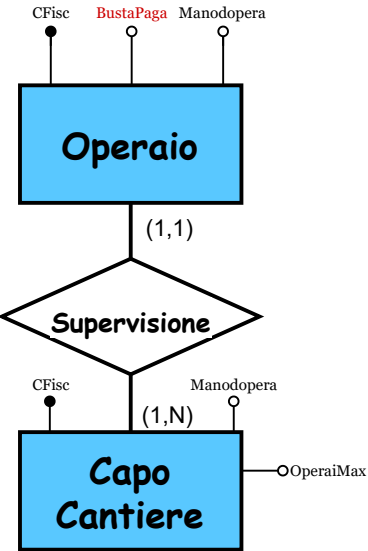 CFisc BustaPaga Manodopera
Operaio
(1,1)
Supervisione
CFisc Manodopera
(1,N)
Capo
Cantiere
OperaiMax